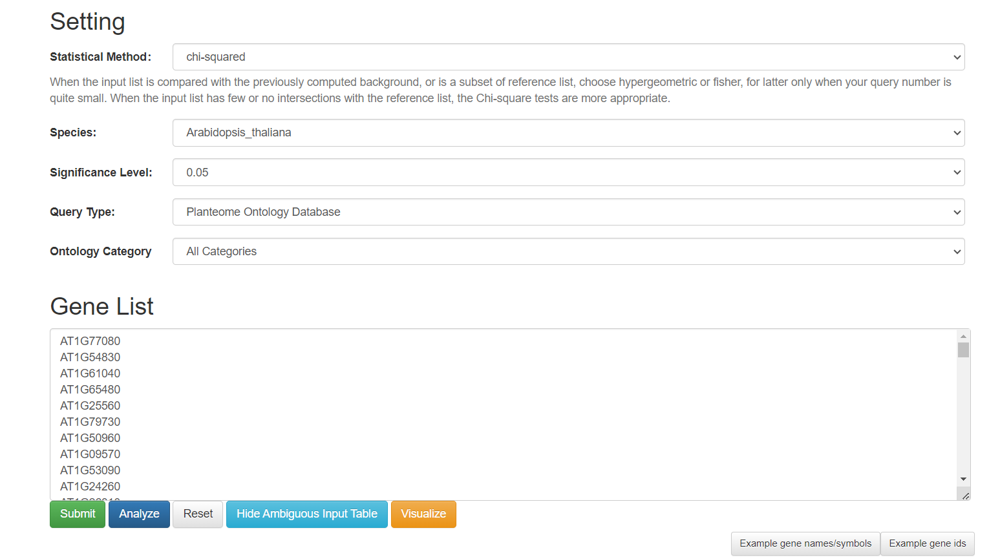 Setting
Statistical Method: chi-squared
When the input list is compared with the previously computed background, or is a subset of reference list, choose hypergeometric or fisher, for latter only when your query number is
quite small. When the input list has few or no intersections with the reference list, the Chi-square tests are more appropriate.
Species: Arabidopsis_thaliana
Significance Level: 0.05
Query Type: Planteome Ontology Database
Ontology Category All Categories
Gene List
AT1G77080
AT1G54830
AT1G61040
AT1G65480
AT1G25560
AT1G79730
AT1G50960
AT1G09570
AT1G53090
AT1G24260
Submit Analyze Reset Hide Ambiguous Input Table Visualize
Example gene names/symbols Example gene ids